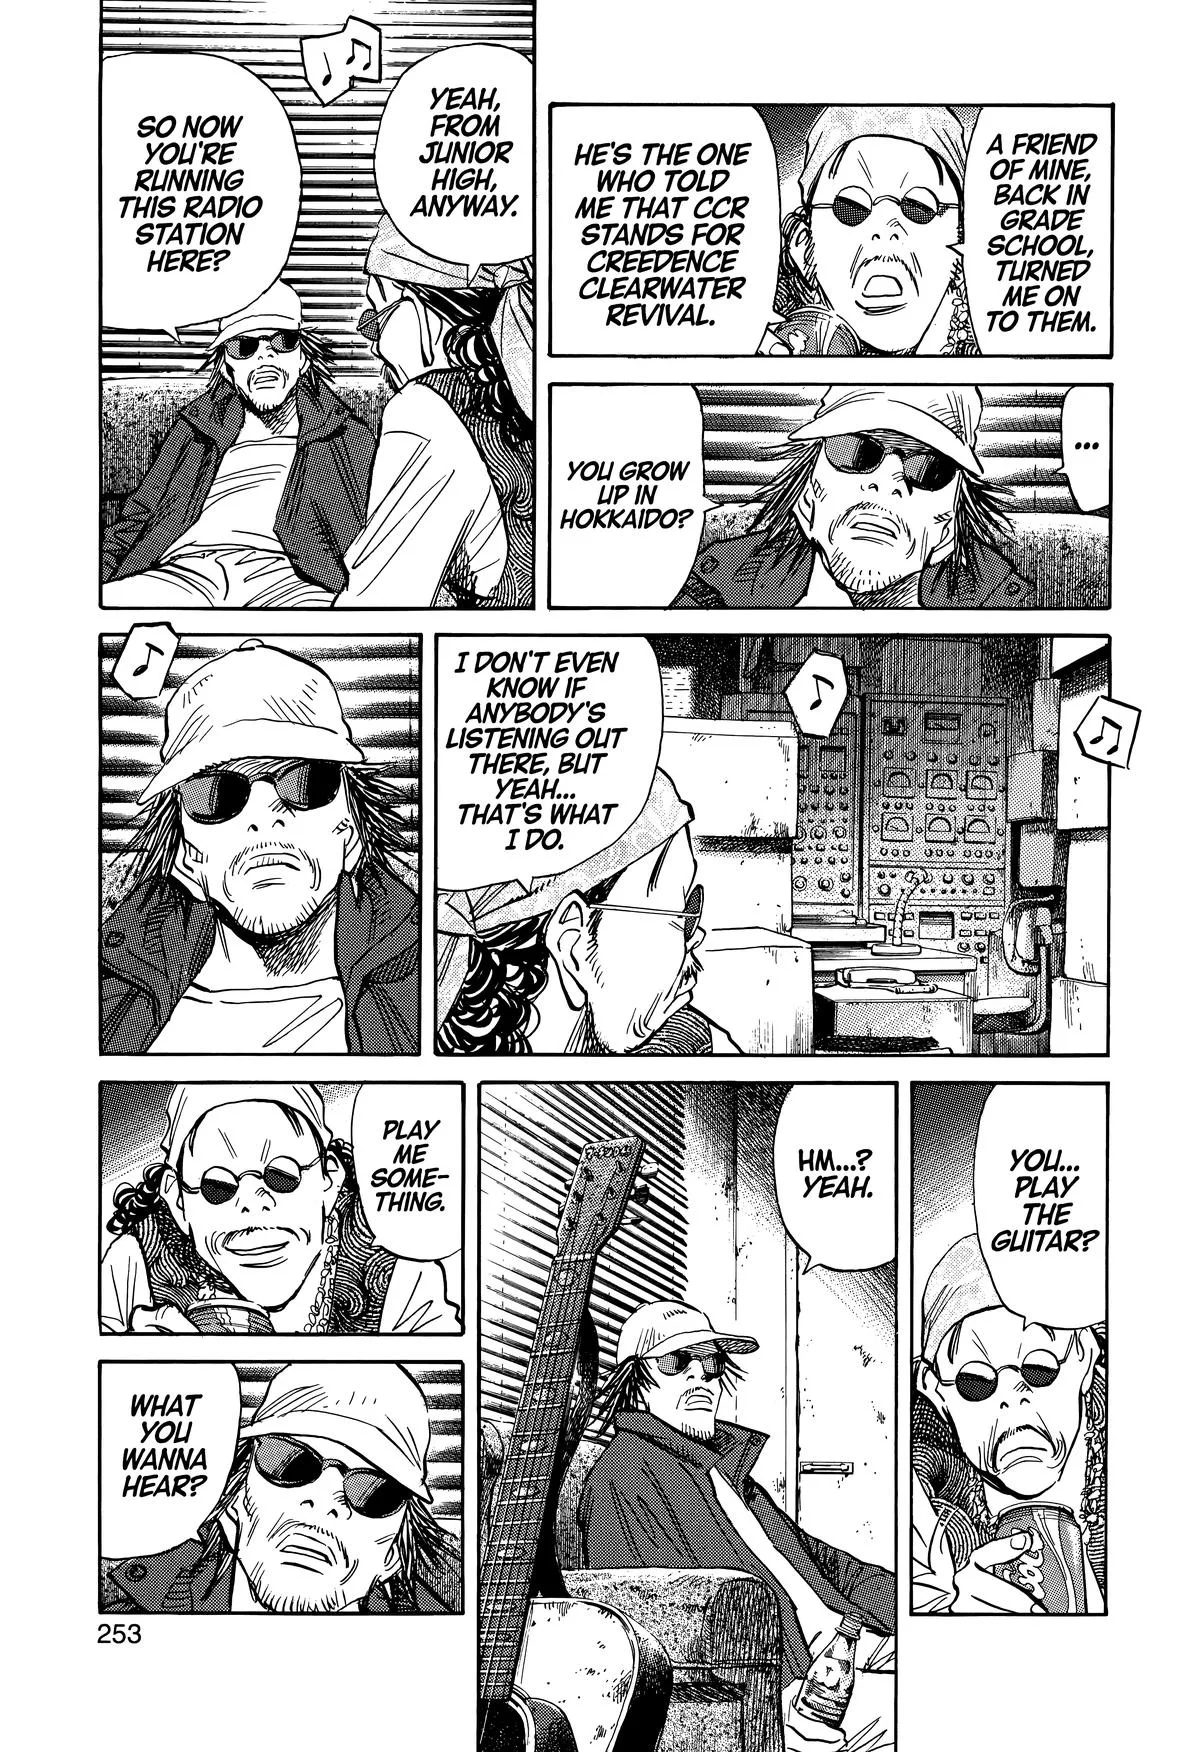 A FRIEND
OF MINE,
BACK IN
GRADE
SCHOOL,
TURNED
ME ON
TO THEM.
HE'S THE ONE
WHO TOLD
ME THAT CCR
STANDS FOR
CREEDENCE
CLEARWATER
REVIVAL.
...
YOU GROW
UP IN
HOKKAIDO?
YEAH,
FROM
JUNIOR
HIGH,
ANYWAY.
SO NOW
YOU'RE
RUNNING
THIS RADIO
STATION
HERE?
I DON'T EVEN
KNOW IF
ANYBODY'S
LISTENING OUT
THERE, BUT
YEAH...
THAT'S WHAT
I DO.
YOU...
PLAY
THE
GUITAR?
HM...?
YEAH.
PLAY
ME
SOME-
THING.
WHAT
YOU
WANNA
HEAR?
253